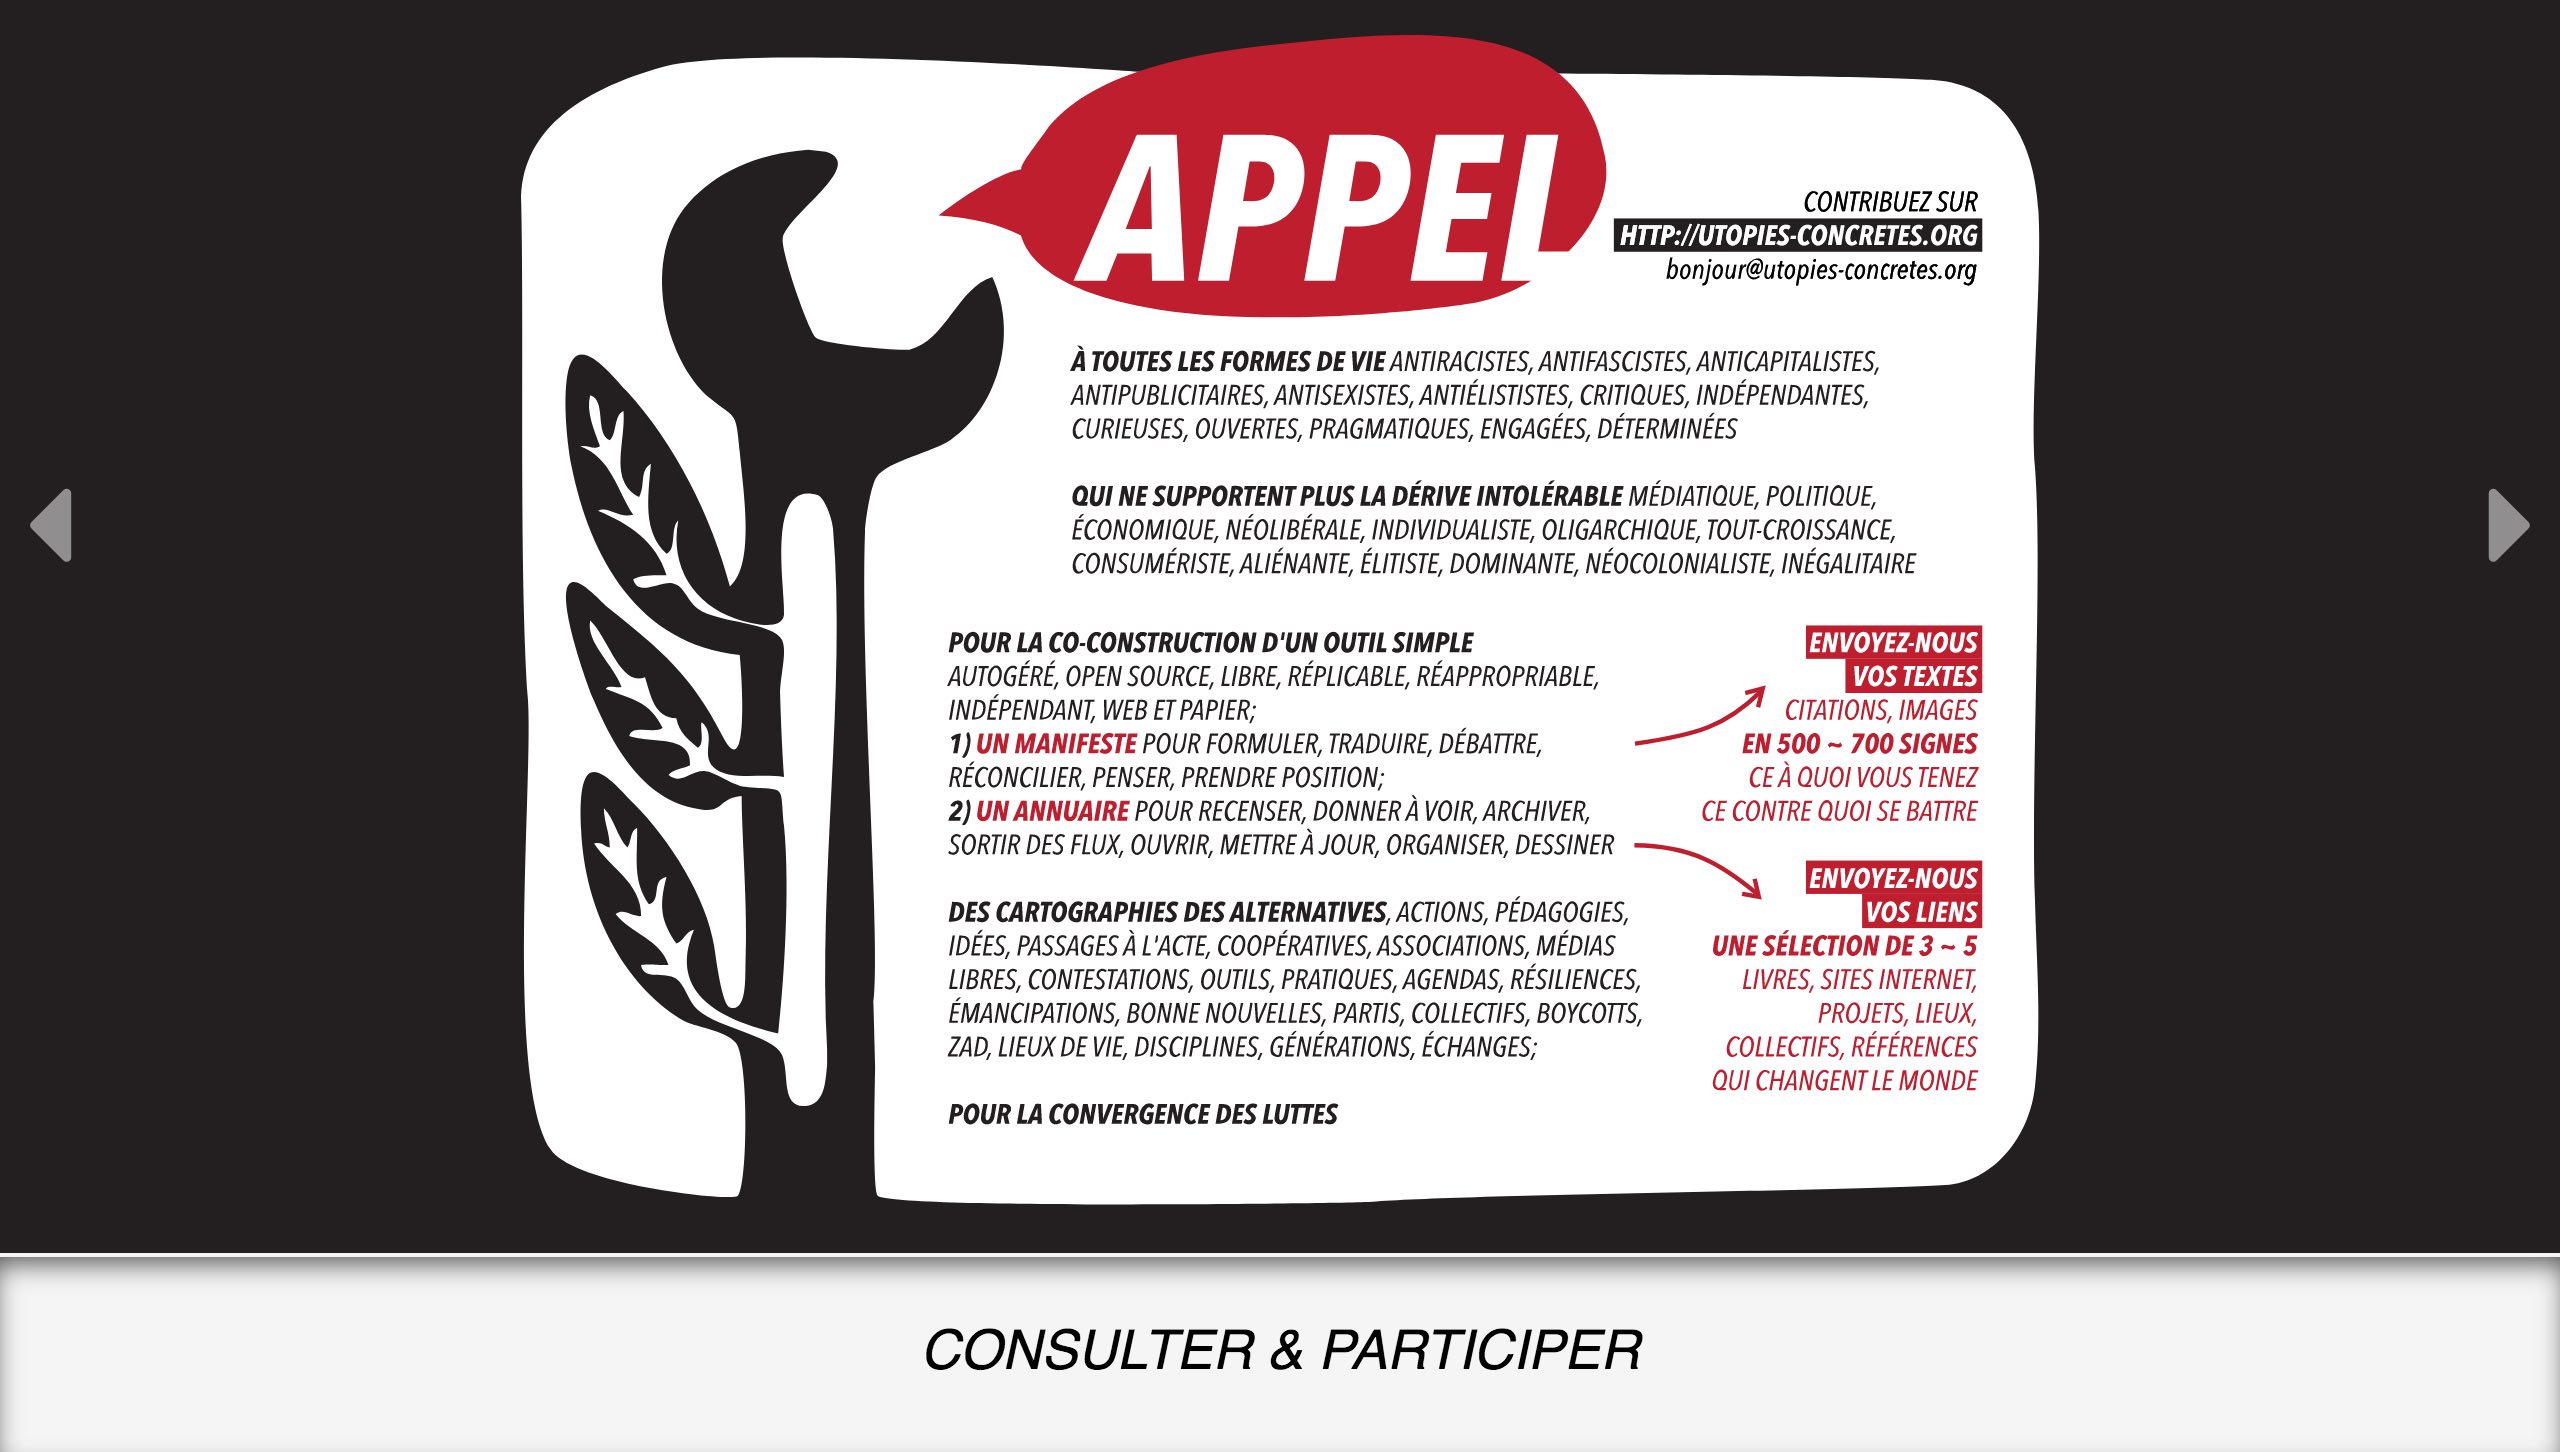 APPEL
CONTRIBUEZ SUR
HTTP://UTOPIES-CONCRETES.ORG
bonjour@utopies-concretes.org
À TOUTES LES FORMES DE VIE ANTIRACISTES, ANTIFASCISTES, ANTICAPITALISTES,
ANTIPUBLICITAIRES, ANTISEXISTES, ANTIÉLISTISTES, CRITIQUES, INDÉPENDANTES,
CURIEUSES, OUVERTES, PRAGMATIQUES, ENGAGÉES, DÉTERMINÉES
QUI NE SUPPORTENT PLUS LA DÉRIVE INTOLÉRABLE MÉDIATIQUE, POLITIQUE,
ÉCONOMIQUE, NÉOLIBÉRALE, INDIVIDUALISTE, OLIGARCHIQUE, TOUT-CROISSANCE,
CONSUMÉRISTE, ALIÉNANTE, ÉLITISTE, DOMINANTE, NÉOCOLONIALISTE, INÉGALITAIRE
POUR LA CO-CONSTRUCTION D'UN OUTIL SIMPLE
AUTOGÉRÉ, OPEN SOURCE, LIBRE, RÉPLICABLE, RÉAPPROPRIABLE,
INDÉPENDANT, WEB ET PAPIER;
1) UN MANIFESTE POUR FORMULER, TRADUIRE, DÉBATTRE,
RÉCONCILIER, PENSER, PRENDRE POSITION;
2) UN ANNUAIRE POUR RECENSER, DONNER À VOIR, ARCHIVER,
SORTIR DES FLUX, OUVRIR, METTRE À JOUR, ORGANISER, DESSINER
DES CARTOGRAPHIES DES ALTERNATIVES, ACTIONS, PÉDAGOGIES,
IDÉES, PASSAGES À L'ACTE, COOPÉRATIVES, ASSOCIATIONS, MÉDIAS
LIBRES, CONTESTATIONS, OUTILS, PRATIQUES, AGENDAS, RÉSILIENCES,
ÉMANCIPATIONS, BONNE NOUVELLES, PARTIS, COLLECTIFS, BOYCOTTS,
ZAD, LIEUX DE VIE, DISCIPLINES, GÉNÉRATIONS, ÉCHANGES;
POUR LA CONVERGENCE DES LUTTES
ENVOYEZ-NOUS
VOS TEXTES
CITATIONS, IMAGES
EN 500 ~ 700 SIGNES
CE À QUOI VOUS TENEZ
CE CONTRE QUOI SE BATTRE
ENVOYEZ-NOUS
VOS LIENS
UNE SÉLECTION DE 3 ~ 5
LIVRES, SITES INTERNET,
PROJETS, LIEUX,
COLLECTIFS, RÉFÉRENCES
QUI CHANGENT LE MONDE
CONSULTER & PARTICIPER